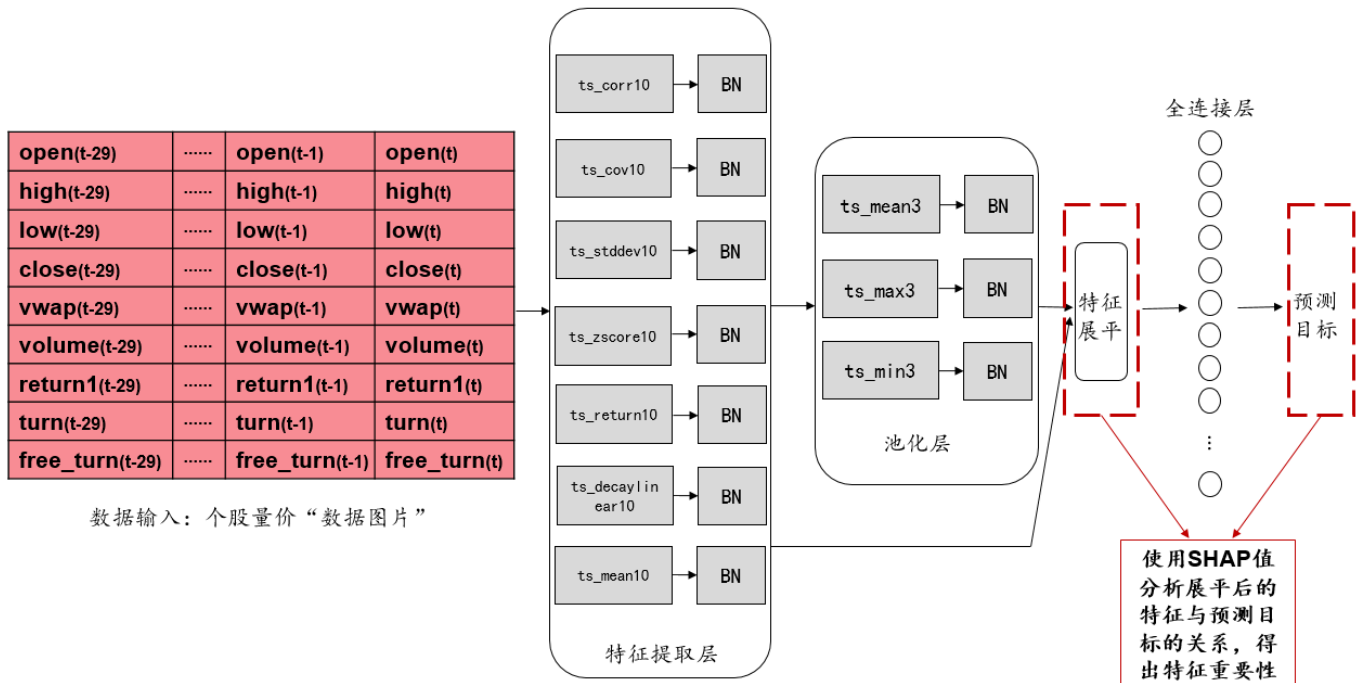 open(t-29) ······ open(t-1) open(t)
high(t-29) ······ high(t-1) high(t)
low(t-29) ······ low(t-1) low(t)
close(t-29) ······ close(t-1) close(t)
vwap(t-29) ······ vwap(t-1) vwap(t)
volume(t-29) ······ volume(t-1) volume(t)
return1(t-29) ······ return1(t-1) return1(t)
turn(t-29) ······ turn(t-1) turn(t)
free_turn(t-29) ······ free_turn(t-1) free_turn(t)
数据输入：个股量价“数据图片”
ts_corr10 BN
ts_cov10 BN
ts_stddev10 BN
ts_zscore10 BN
ts_return10 BN
ts_decaylin
ear10
BN
ts_mean10 BN
特征提取层
ts_mean3 BN
ts_max3 BN
ts_min3 BN
池化层
特征
展平
全连接层
⋮
预测
目标
使用SHAP值
分析展平后的
特征与预测目
标的关系，得
出特征重要性